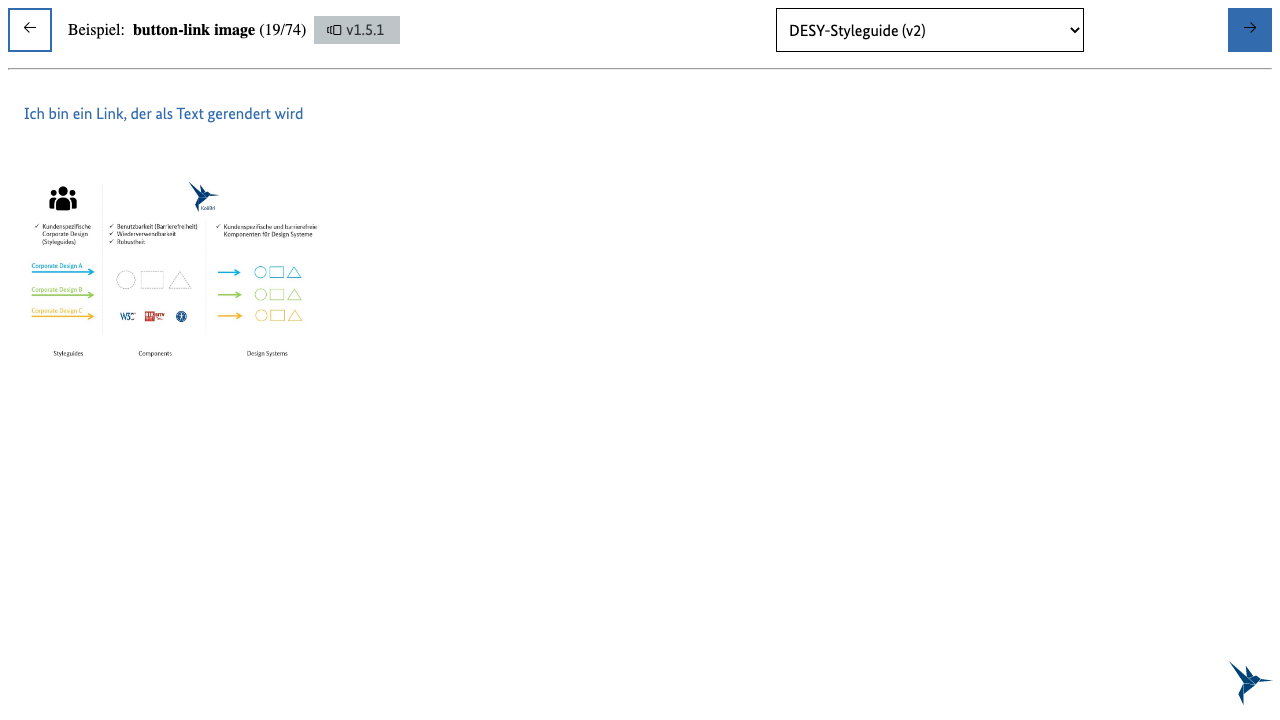 Beispiel: button-link image (19/74) v1.5.1 DESY-Styleguide (v2)
Ich bin ein Link, der als Text gerendert wird
KoliBri
✓ Kundenspezifische
Corporate Design
(Styleguides)
✓ Benutzbarkeit (Barrierefreiheit)
✓ Wiederverwendbarkeit
✓ Robustheit
✓ Kundenspezifische und barrierefreie
Komponenten für Design Systeme
Corporate Design A
Corporate Design B
Corporate Design C
W3C
BITV
Styleguides
Components
Design Systems